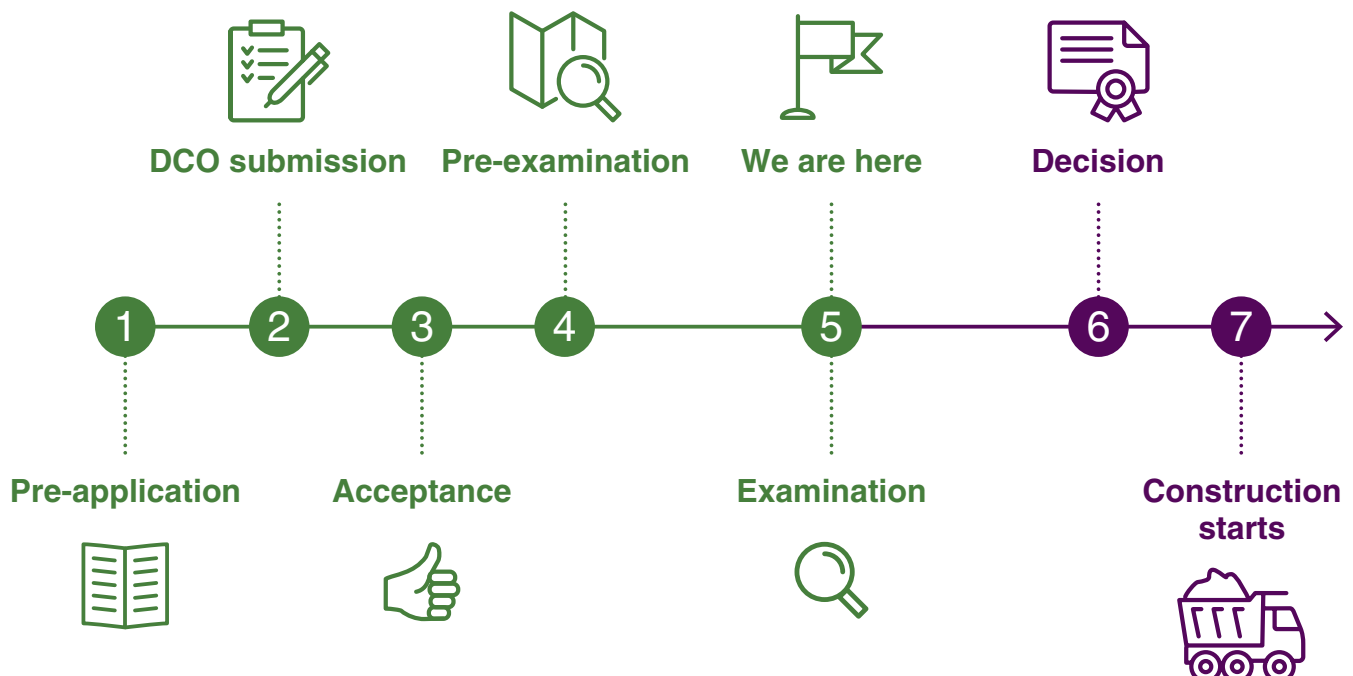 DCO submission
Pre-examination
We are here
Decision
1
2
3
4
5
6
7
Pre-application
Acceptance
Examination
Construction
starts